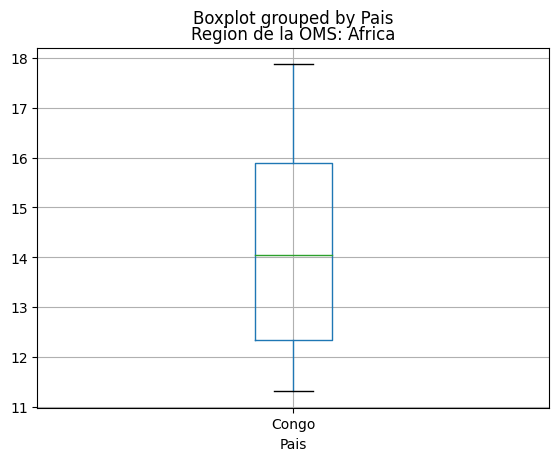 Boxplot grouped by Pais
Region de la OMS: Africa
18
17
16
15
14
13
12
11
Congo
Pais